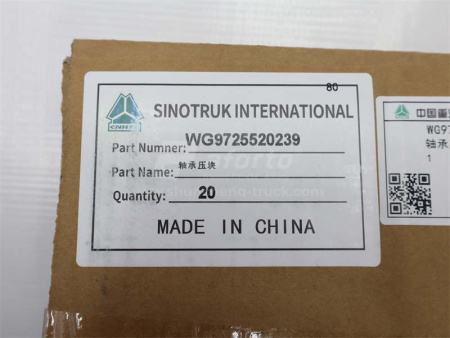 80
CNHTC
SINOTRUK INTERNATIONAL
Part Numner: WG9725520239
Part Name: 轴承压块
Quantity: 20
MADE IN CHINA
中国重
WG97
轴承
1